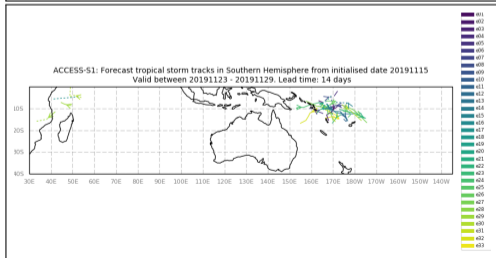 ACCESS-S1: Forecast tropical storm tracks in Southern Hemisphere from initialised date 20191115
Valid between 20191123 - 20191129. Lead time: 14 days
10S
20S
30S
40S
30E 40E 50E 60E 70E 80E 90E 100E 110E 120E 130E 140E 150E 160E 170E 180W 170W 160W 150W 140W
e01
e02
e03
e04
e05
e06
e07
e08
e09
e10
e11
e12
e13
e14
e15
e16
e17
e18
e19
e20
e21
e22
e23
e24
e25
e26
e27
e28
e29
e30
e31
e32
e33